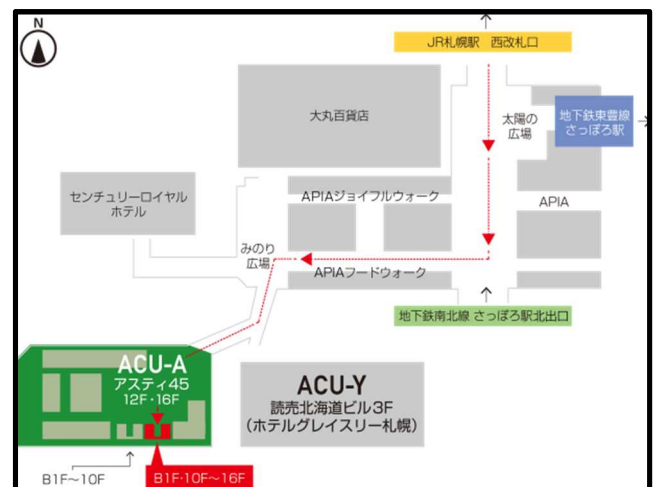 N
JR札幌駅 西改札口
大丸百貨店
太陽の
広場
地下鉄東豊線
さっぽろ駅
センチュリーロイヤル
ホテル
APIAジョイフルウォーク
APIA
みのり
広場
APIAフードウォーク
地下鉄南北線 さっぽろ駅北出口
ACU-A
アスティ45
12F・16F
ACU-Y
読売北海道ビル3F
(ホテルグレイスリー札幌)
B1F〜10F
B1F・10F〜16F